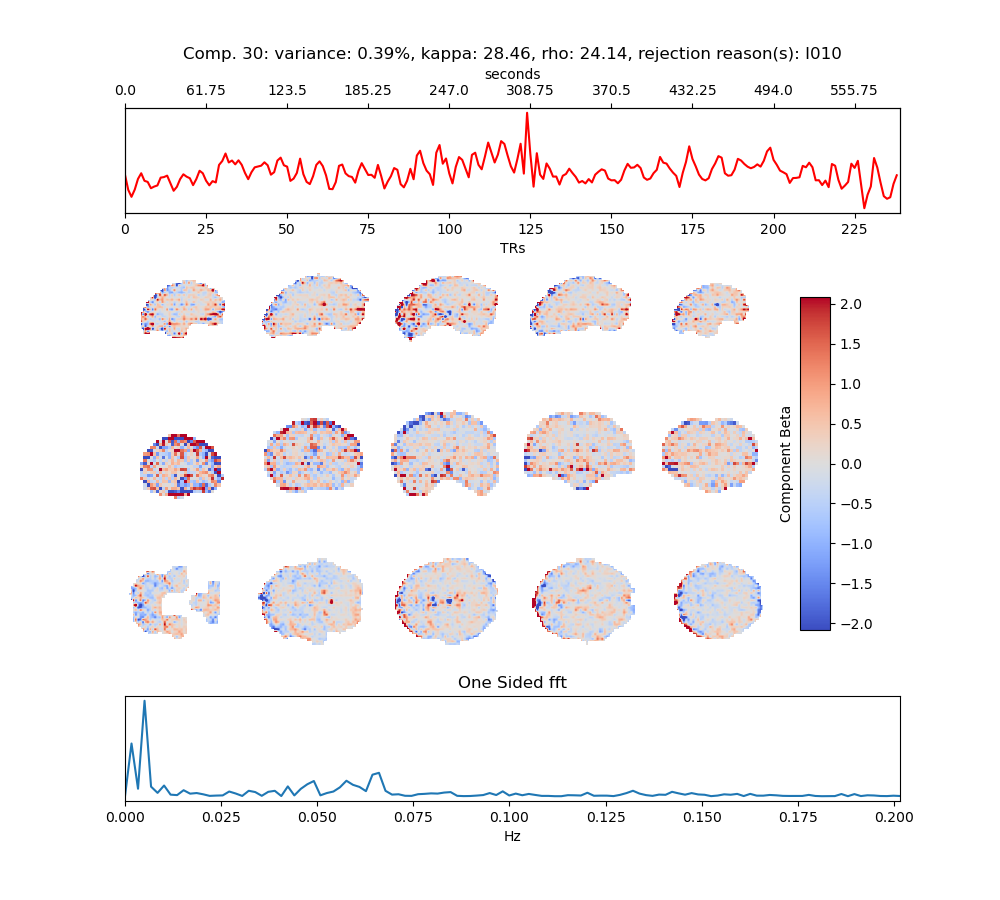 Comp. 30: variance: 0.39%, kappa: 28.46, rho: 24.14, rejection reason(s): I010
seconds
0.0 61.75 123.5 185.25 247.0 308.75 370.5 432.25 494.0 555.75
0 25 50 75 100 125 150 175 200 225
TRs
2.0
1.5
1.0
0.5
0.0
−0.5
−1.0
−1.5
−2.0
Component Beta
One Sided fft
0.000 0.025 0.050 0.075 0.100 0.125 0.150 0.175 0.200
Hz